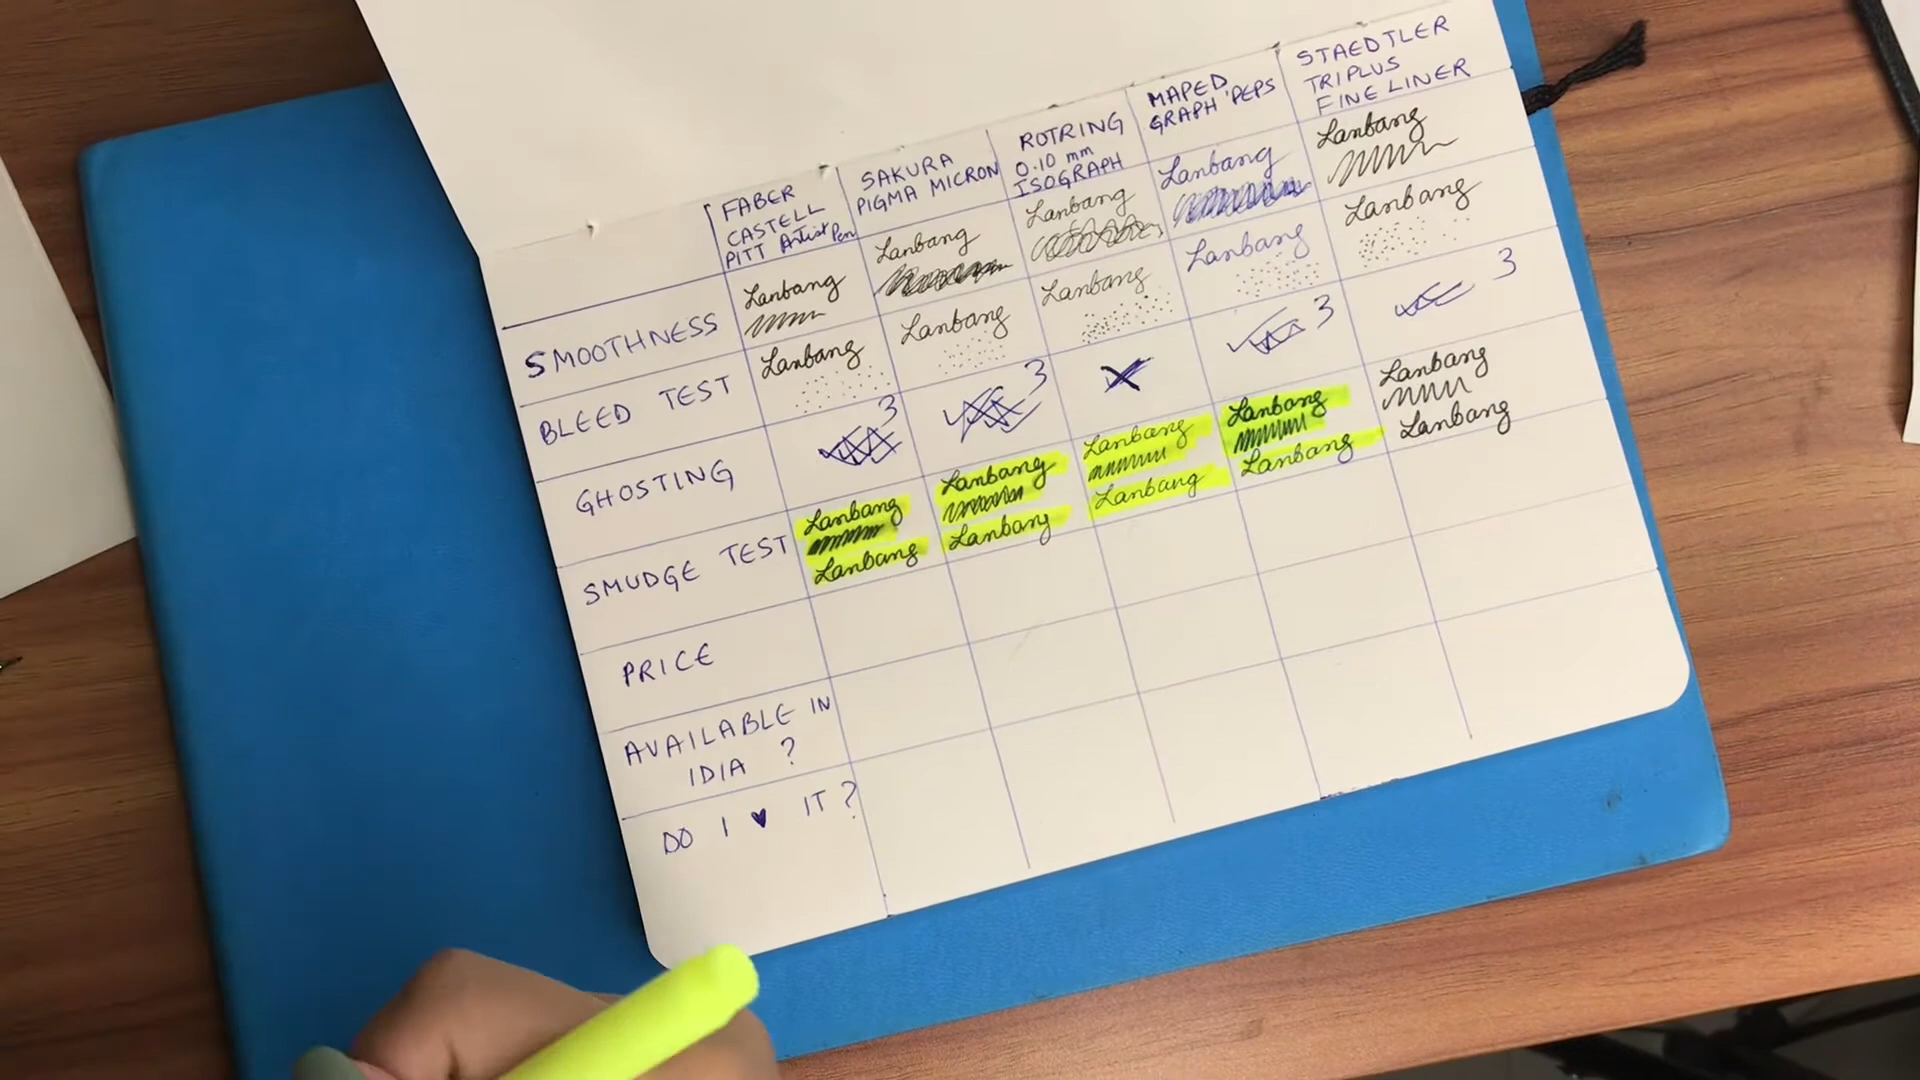 FABER
CASTELL
PITT Artist Pen
SAKURA
PIGMA MICRON
ROTRING
0.10 mm
ISOGRAPH
MAPED
GRAPH'PEPS
STAEDTLER
TRIPLUS
FINE LINER
SMOOTHNESS
Lanbang
Lanbang
Lanbang
Lanbang
Lanbang
BLEED TEST
Lanbang
Lanbang
Lanbang
Lanbang
Lanbang
GHOSTING
3
3
X
3
3
SMUDGE TEST
Lanbang
Lanbang
Lanbang
Lanbang
Lanbang
Lanbang
Lanbang
Lanbang
Lanbang
Lanbang
PRICE
AVAILABLE IN
IDIA ?
DO I ♥ IT ?